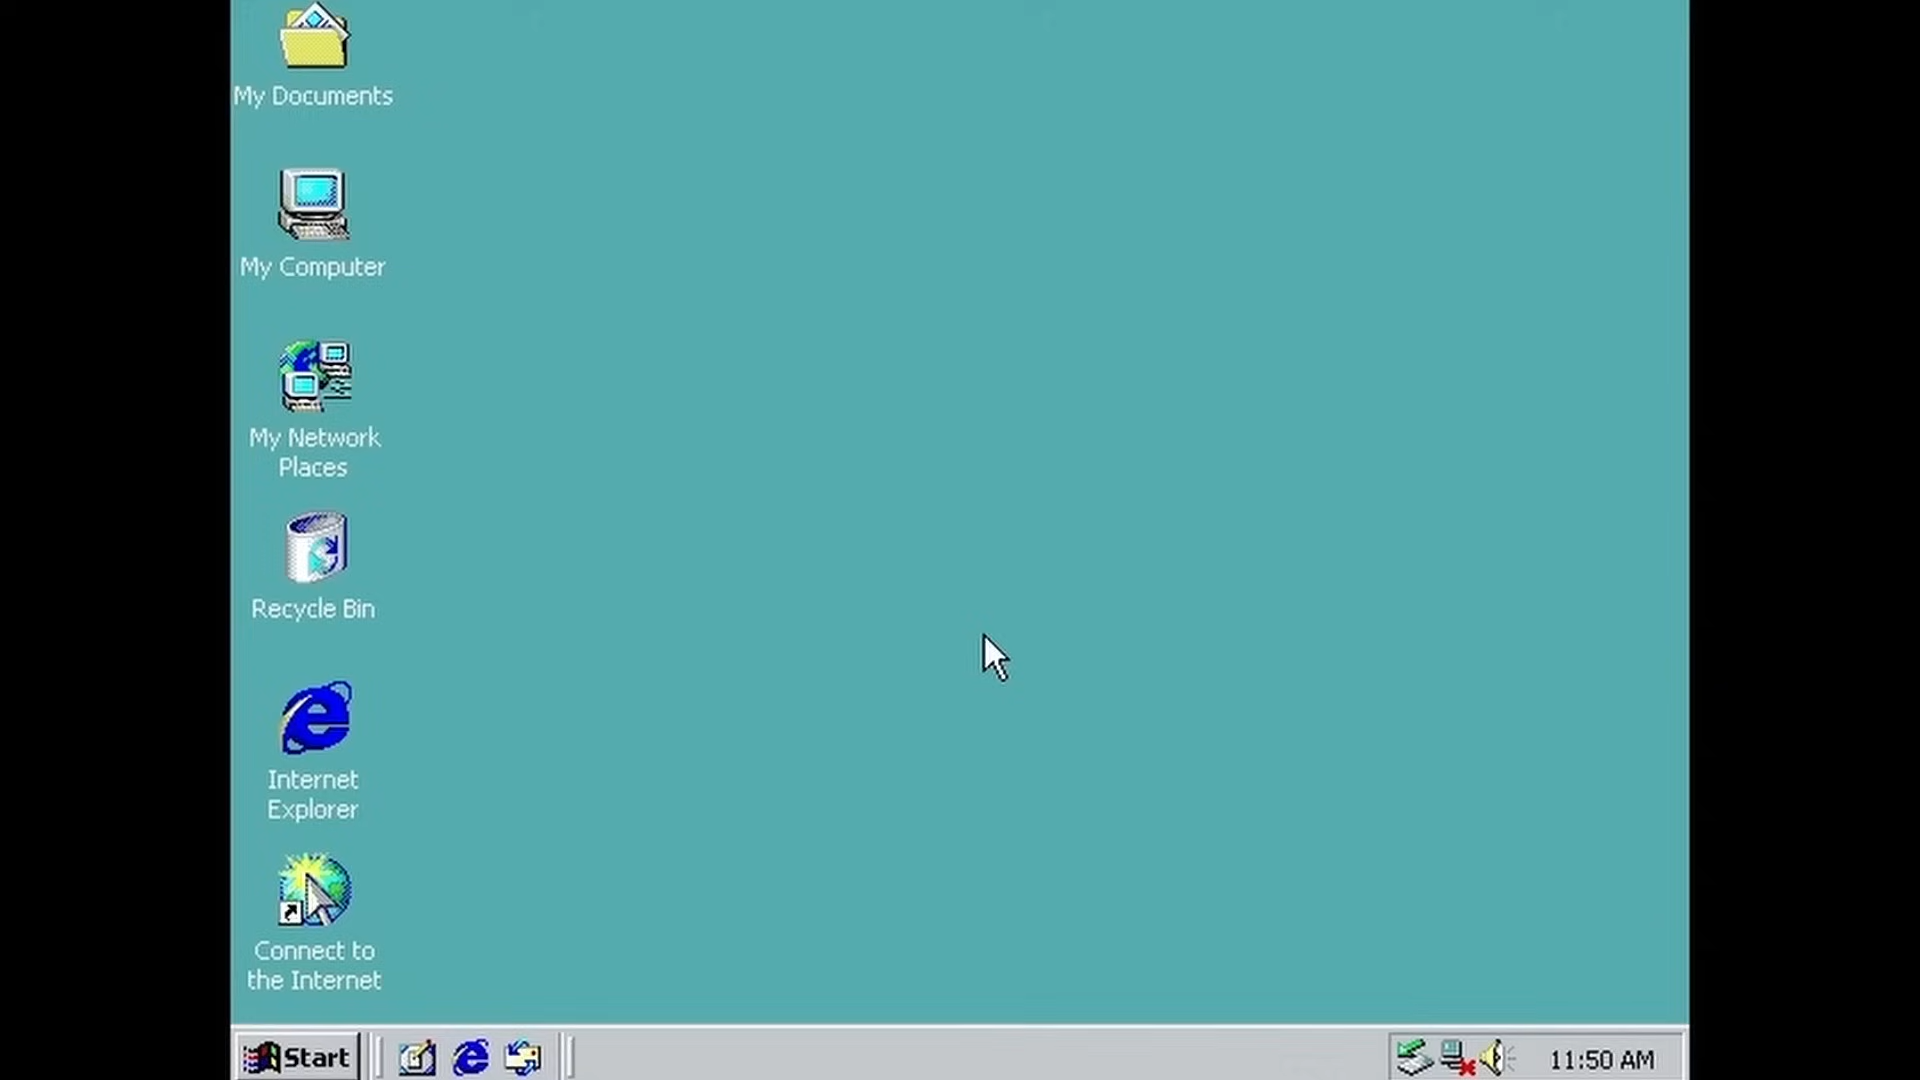 My Documents
My Computer
My Network
Places
Recycle Bin
Internet
Explorer
Connect to
the Internet
Start
11:50 AM